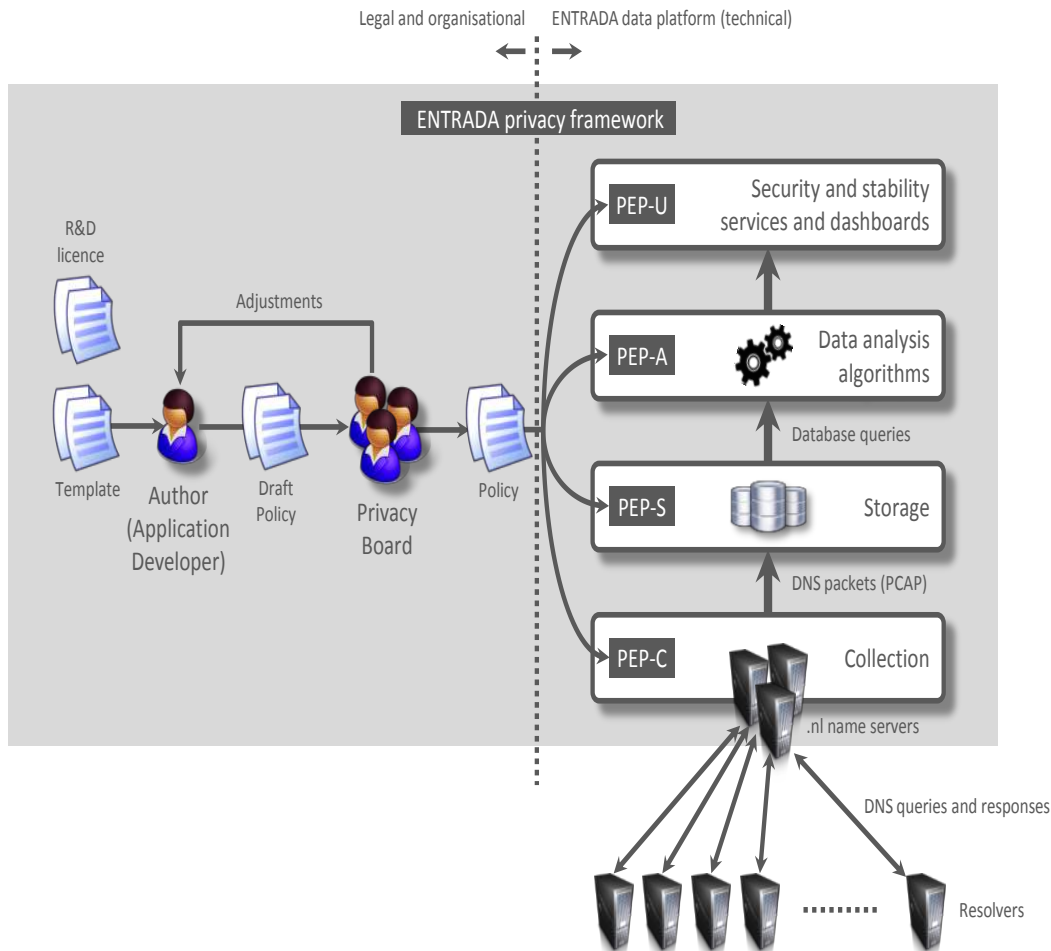 Legal and organisational
ENTRADA data platform (technical)
ENTRADA privacy framework
R&D
licence
Adjustments
Template
Author
(Application
Developer)
Draft
Policy
Privacy
Board
Policy
PEP-U
Security and stability
services and dashboards
PEP-A
Data analysis
algorithms
Database queries
PEP-S
Storage
DNS packets (PCAP)
PEP-C
Collection
.nl name servers
DNS queries and responses
Resolvers